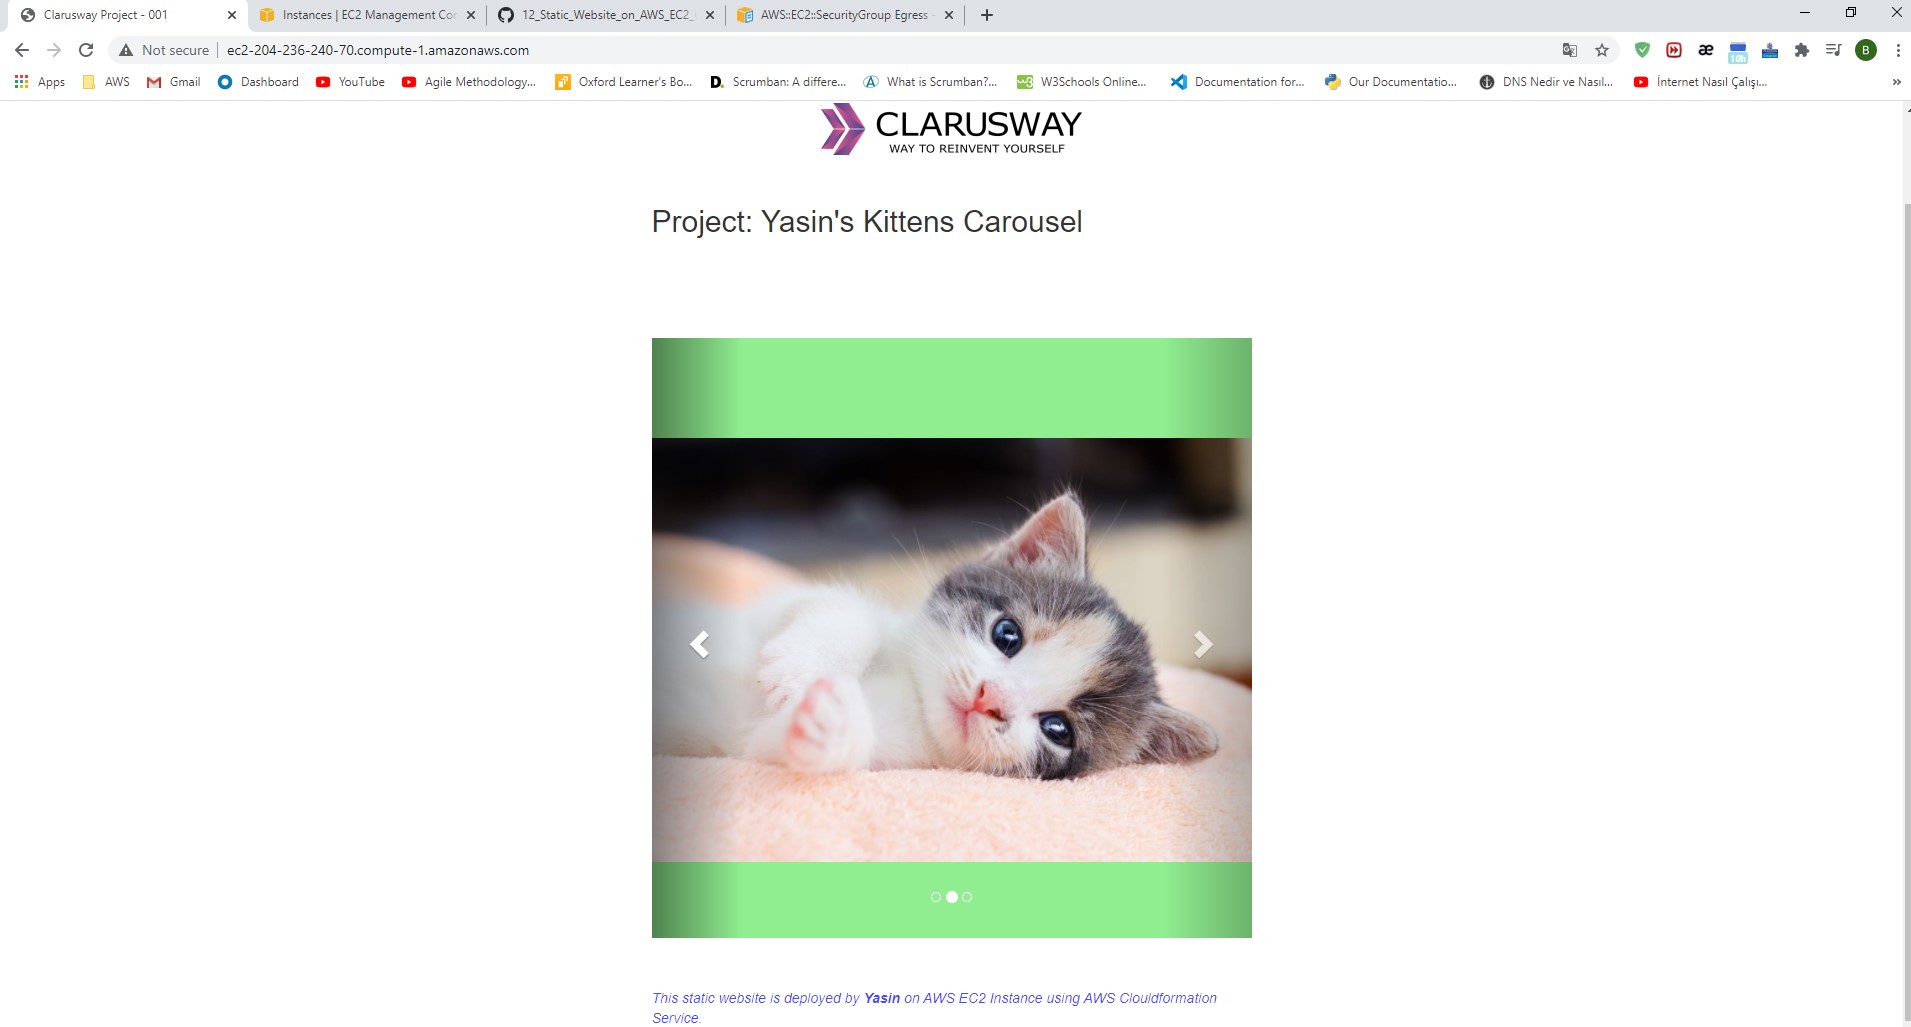 Clarusway Project - 001
Instances | EC2 Management Con
12_Static_Website_on_AWS_EC2_
AWS::EC2::SecurityGroup Egress -
Not secure
ec2-204-236-240-70.compute-1.amazonaws.com
æ
10h
B
Apps
AWS
Gmail
Dashboard
YouTube
Agile Methodology...
Oxford Learner's Bo...
D.
Scrumban: A differe...
What is Scrumban?...
W3Schools Online...
Documentation for...
Our Documentatio...
DNS Nedir ve Nasıl...
İnternet Nasıl Çalışı...
»
CLARUSWAY
WAY TO REINVENT YOURSELF
Project: Yasin's Kittens Carousel
This static website is deployed by Yasin on AWS EC2 Instance using AWS Clouldformation
Service.